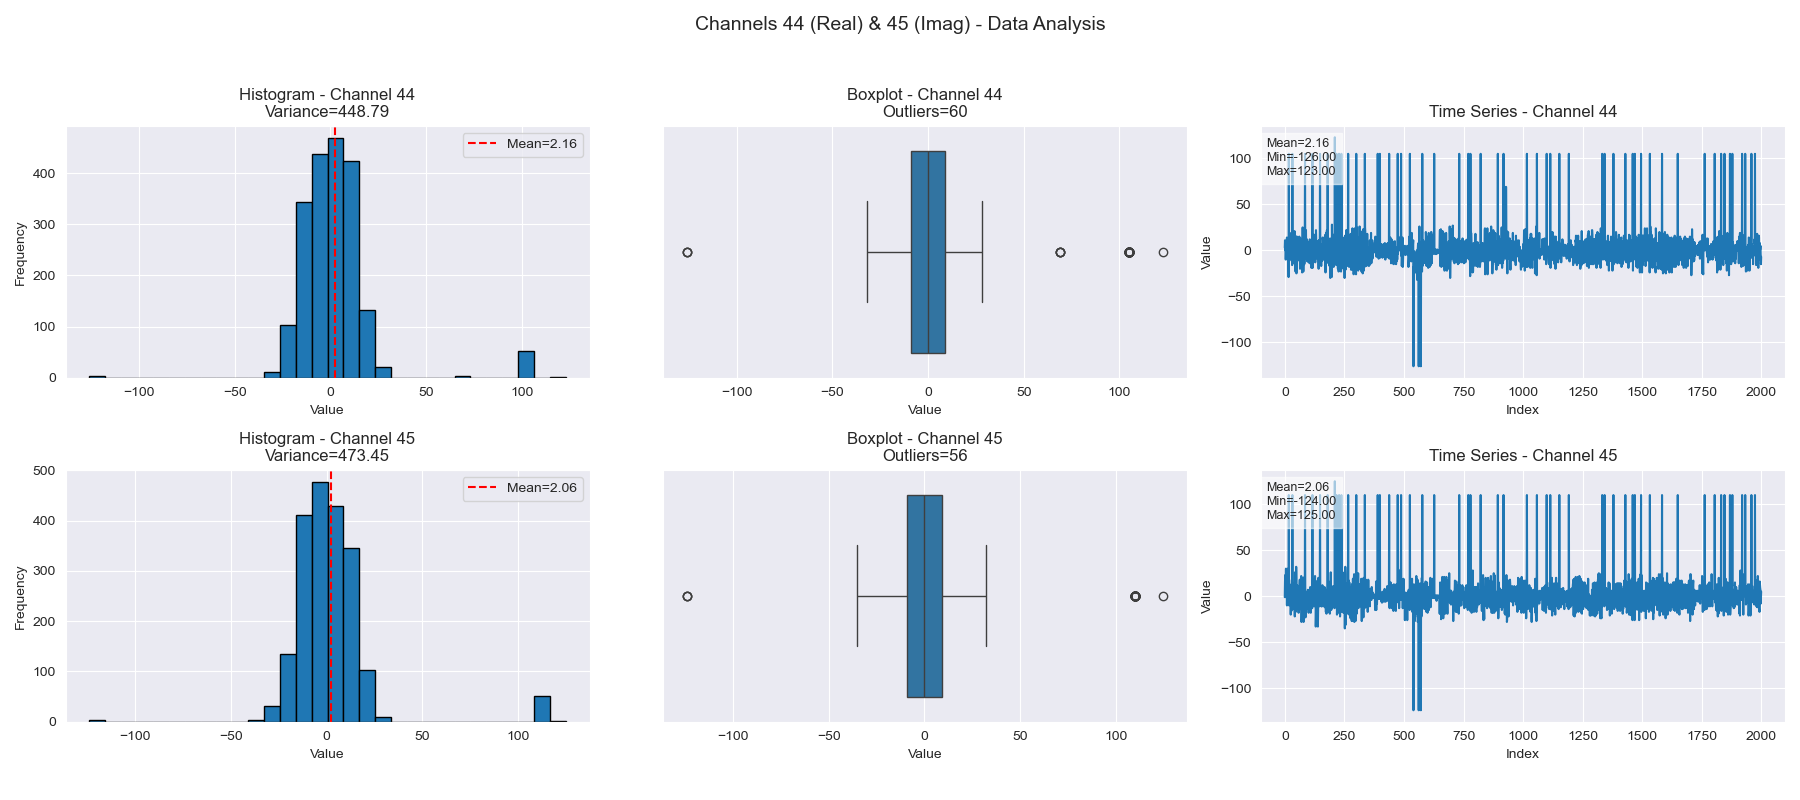 Channels 44 (Real) & 45 (Imag) - Data Analysis
Histogram - Channel 44
Variance=448.79
Mean=2.16
Frequency
400
300
200
100
0
−100
−50
0
50
100
Value
Boxplot - Channel 44
Outliers=60
−100
−50
0
50
100
Value
Time Series - Channel 44
Mean=2.16
Min=-126.00
Max=123.00
Value
100
50
0
−50
−100
0
250
500
750
1000
1250
1500
1750
2000
Index
Histogram - Channel 45
Variance=473.45
Mean=2.06
Frequency
500
400
300
200
100
0
−100
−50
0
50
100
Value
Boxplot - Channel 45
Outliers=56
−100
−50
0
50
100
Value
Time Series - Channel 45
Mean=2.06
Min=-124.00
Max=125.00
Value
100
50
0
−50
−100
0
250
500
750
1000
1250
1500
1750
2000
Index